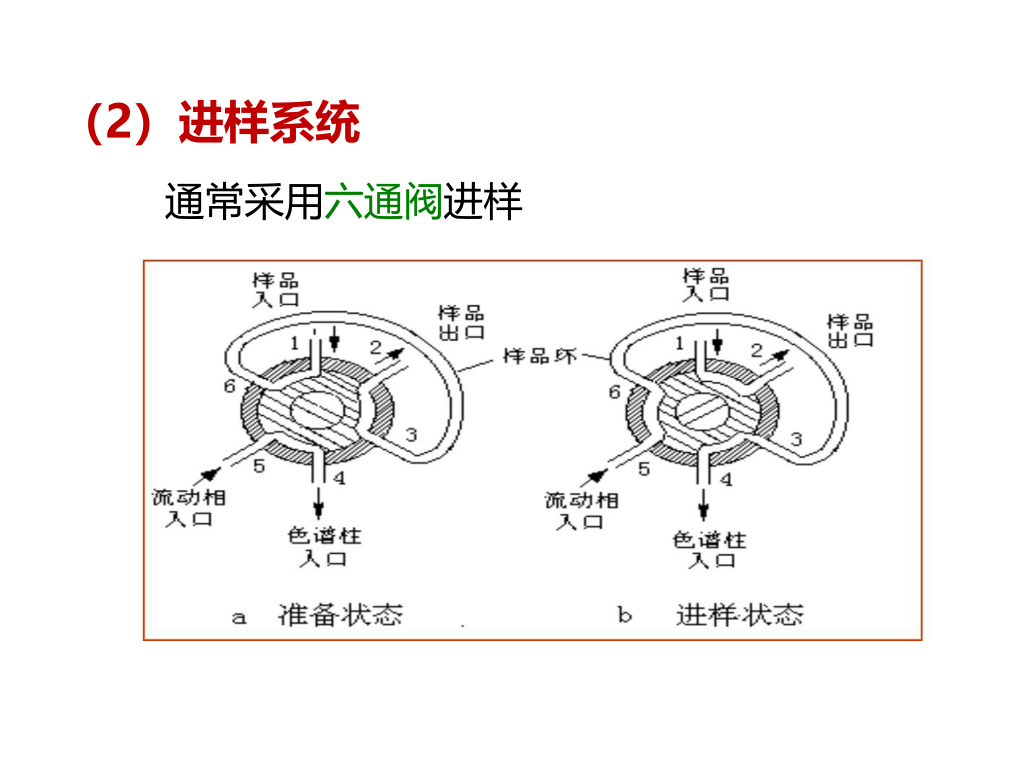 （2）进样系统
通常采用六通阀进样
样品
入口
样品
出口
样品环
1
2
3
4
5
6
流动相
入口
色谱柱
入口
a 准备状态
样品
入口
样品
出口
1
2
3
4
5
6
流动相
入口
色谱柱
入口
b 进样状态